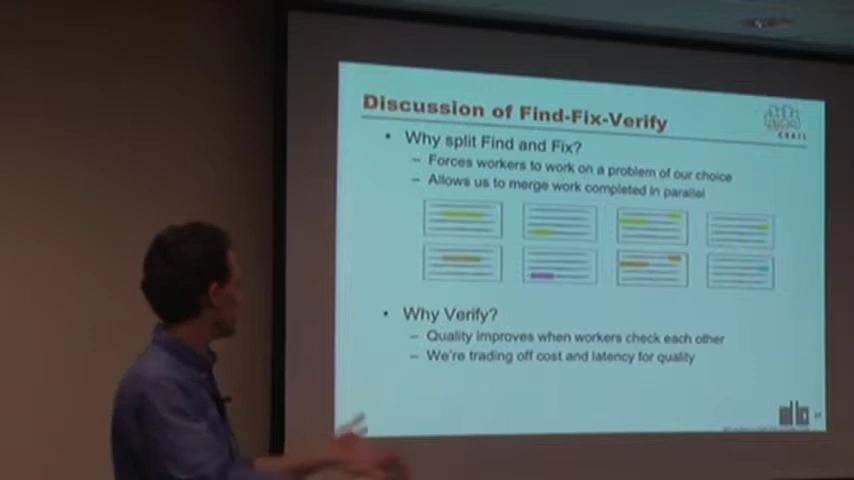 Discussion of Find-Fix-Verify
CSAIL
• Why split Find and Fix?
– Forces workers to work on a problem of our choice
– Allows us to merge work completed in parallel
• Why Verify?
– Quality improves when workers check each other
– We're trading off cost and latency for quality